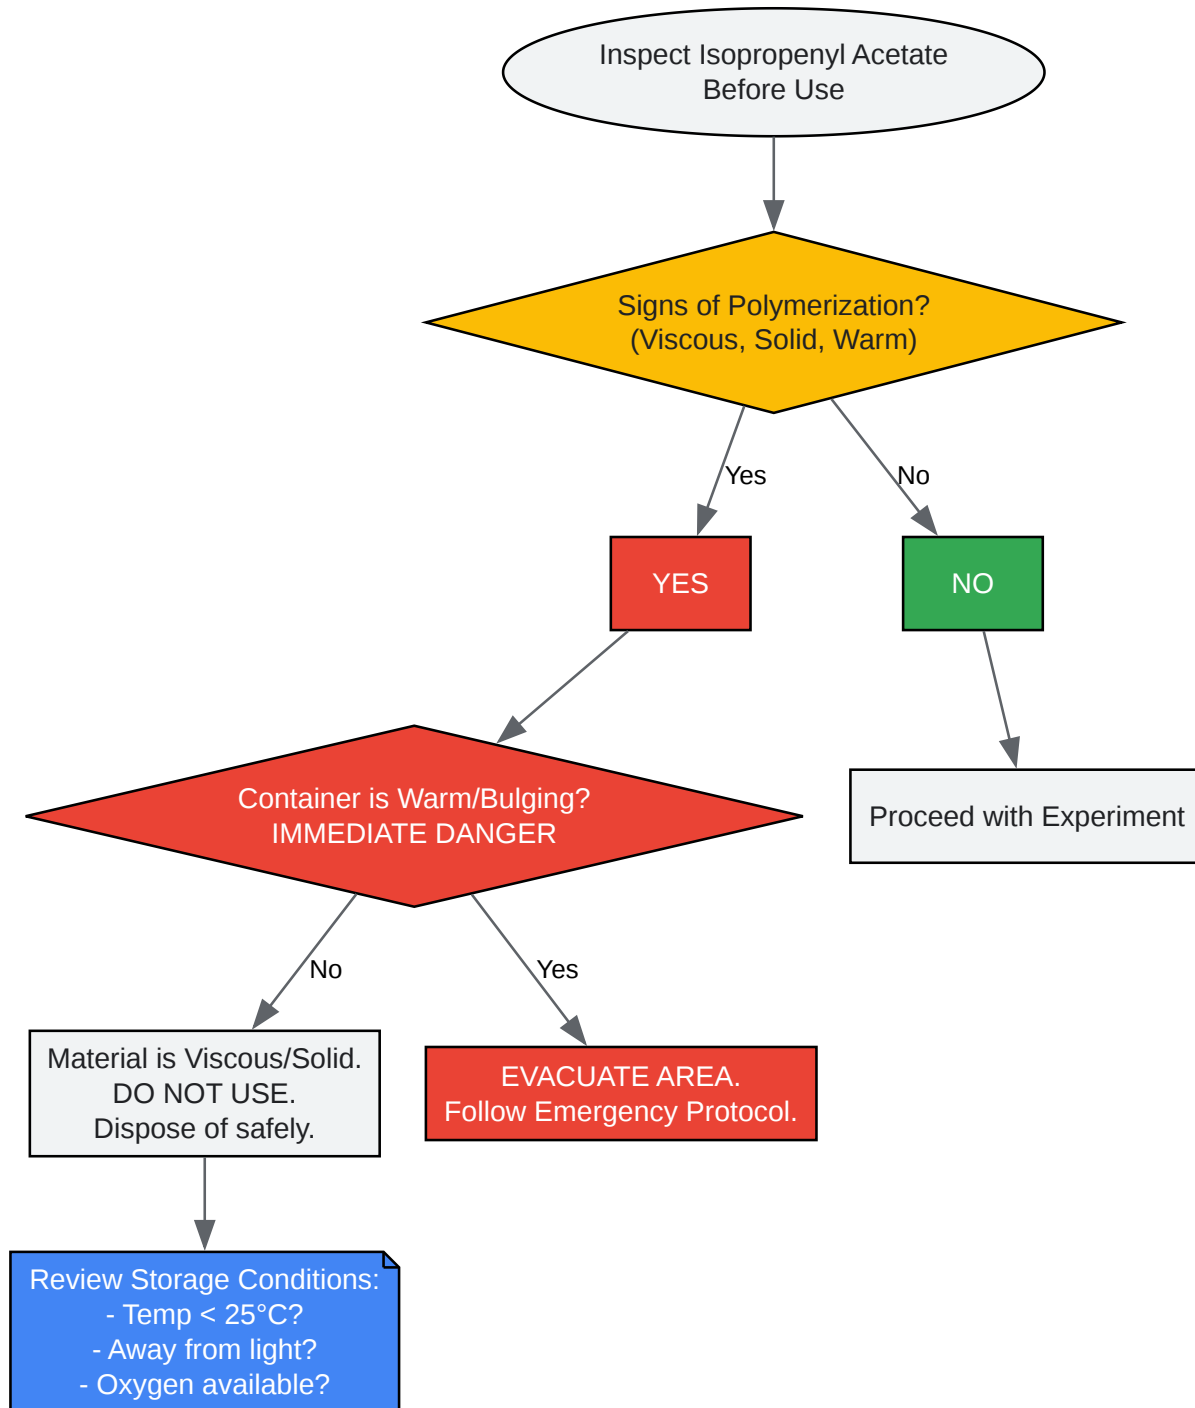 Inspect Isopropenyl Acetate
Before Use
Signs of Polymerization?
(Viscous, Solid, Warm)
Yes
No
YES
NO
Container is Warm/Bulging?
IMMEDIATE DANGER
Proceed with Experiment
No
Yes
Material is Viscous/Solid.
DO NOT USE.
Dispose of safely.
EVACUATE AREA.
Follow Emergency Protocol.
Review Storage Conditions:
- Temp < 25°C?
- Away from light?
- Oxygen available?